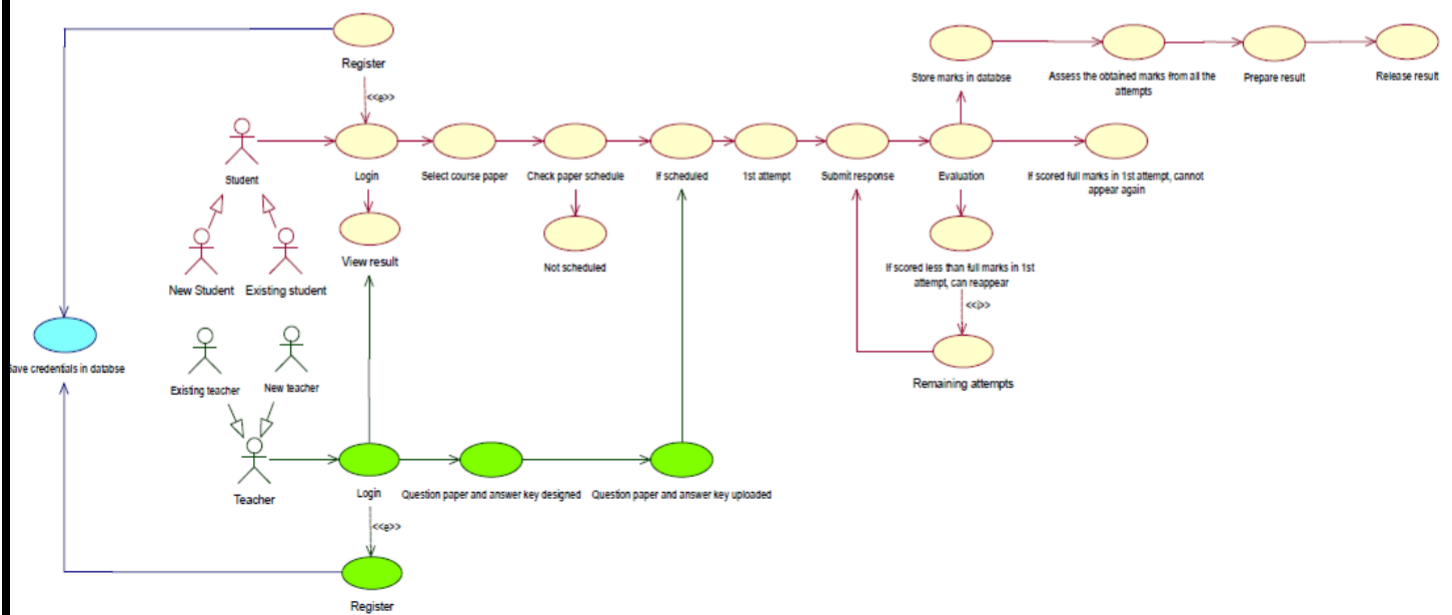 Register
Store marks in databse
Assess the obtained marks from all the
attempts
Prepare result
Release result
<<e>>
Student
Login
Select course paper
Check paper schedule
If scheduled
1st attempt
Submit response
Evaluation
If scored full marks in 1st attempt, cannot
appear again
View result
Not scheduled
If scored less than full marks in 1st
attempt, can reappear
New Student
Existing student
<<i>>
Save credentials in databse
Existing teacher
New teacher
Remaining attempts
Teacher
Login
Question paper and answer key designed
Question paper and answer key uploaded
<<e>>
Register